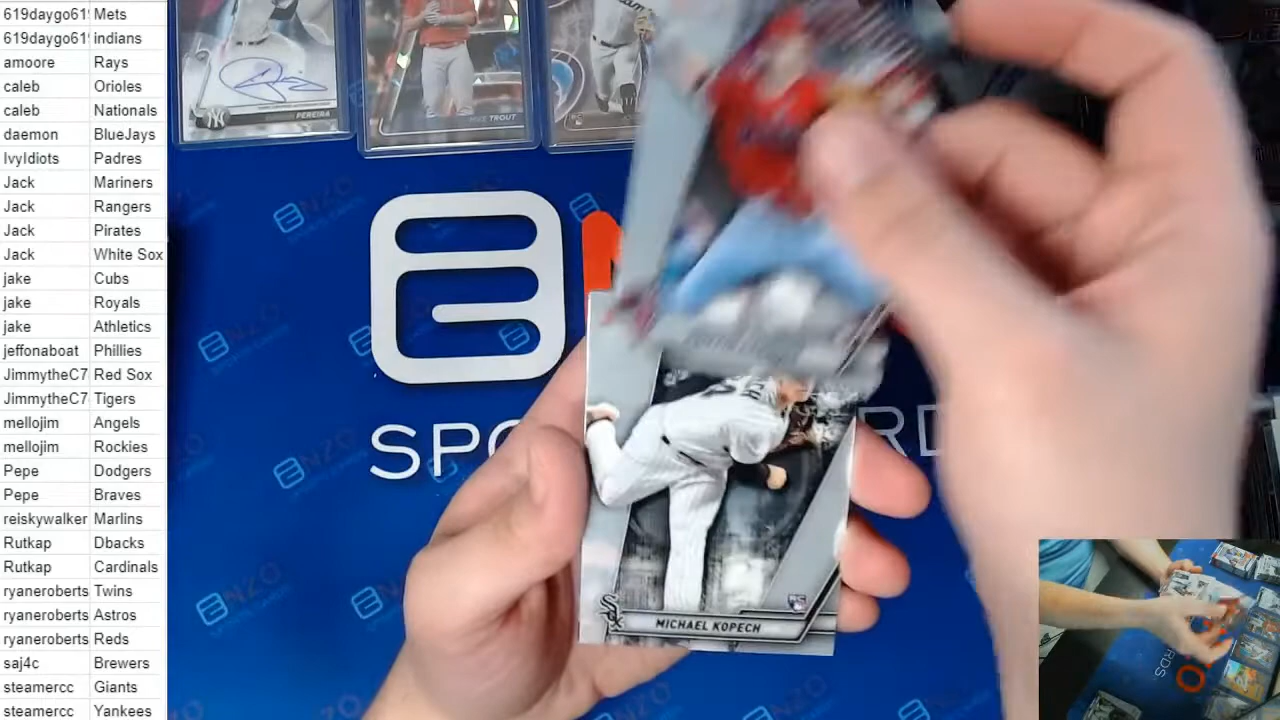 619daygo61 Mets
619daygo61 indians
amoore Rays
caleb Orioles
caleb Nationals
daemon BlueJays
IvyIdiots Padres
Jack Mariners
Jack Rangers
Jack Pirates
Jack White Sox
jake Cubs
jake Royals
jake Athletics
jeffonaboat Phillies
JimmytheC7 Red Sox
JimmytheC7 Tigers
mellojim Angels
mellojim Rockies
Pepe Dodgers
Pepe Braves
reiskywalker Marlins
Rutkap Dbacks
Rutkap Cardinals
ryaneroberts Twins
ryaneroberts Astros
ryaneroberts Reds
saj4c Brewers
steamercc Giants
steamercc Yankees
PEREIRA
MIKE TROUT
SPO RD
MICHAEL KOPECH
RDS